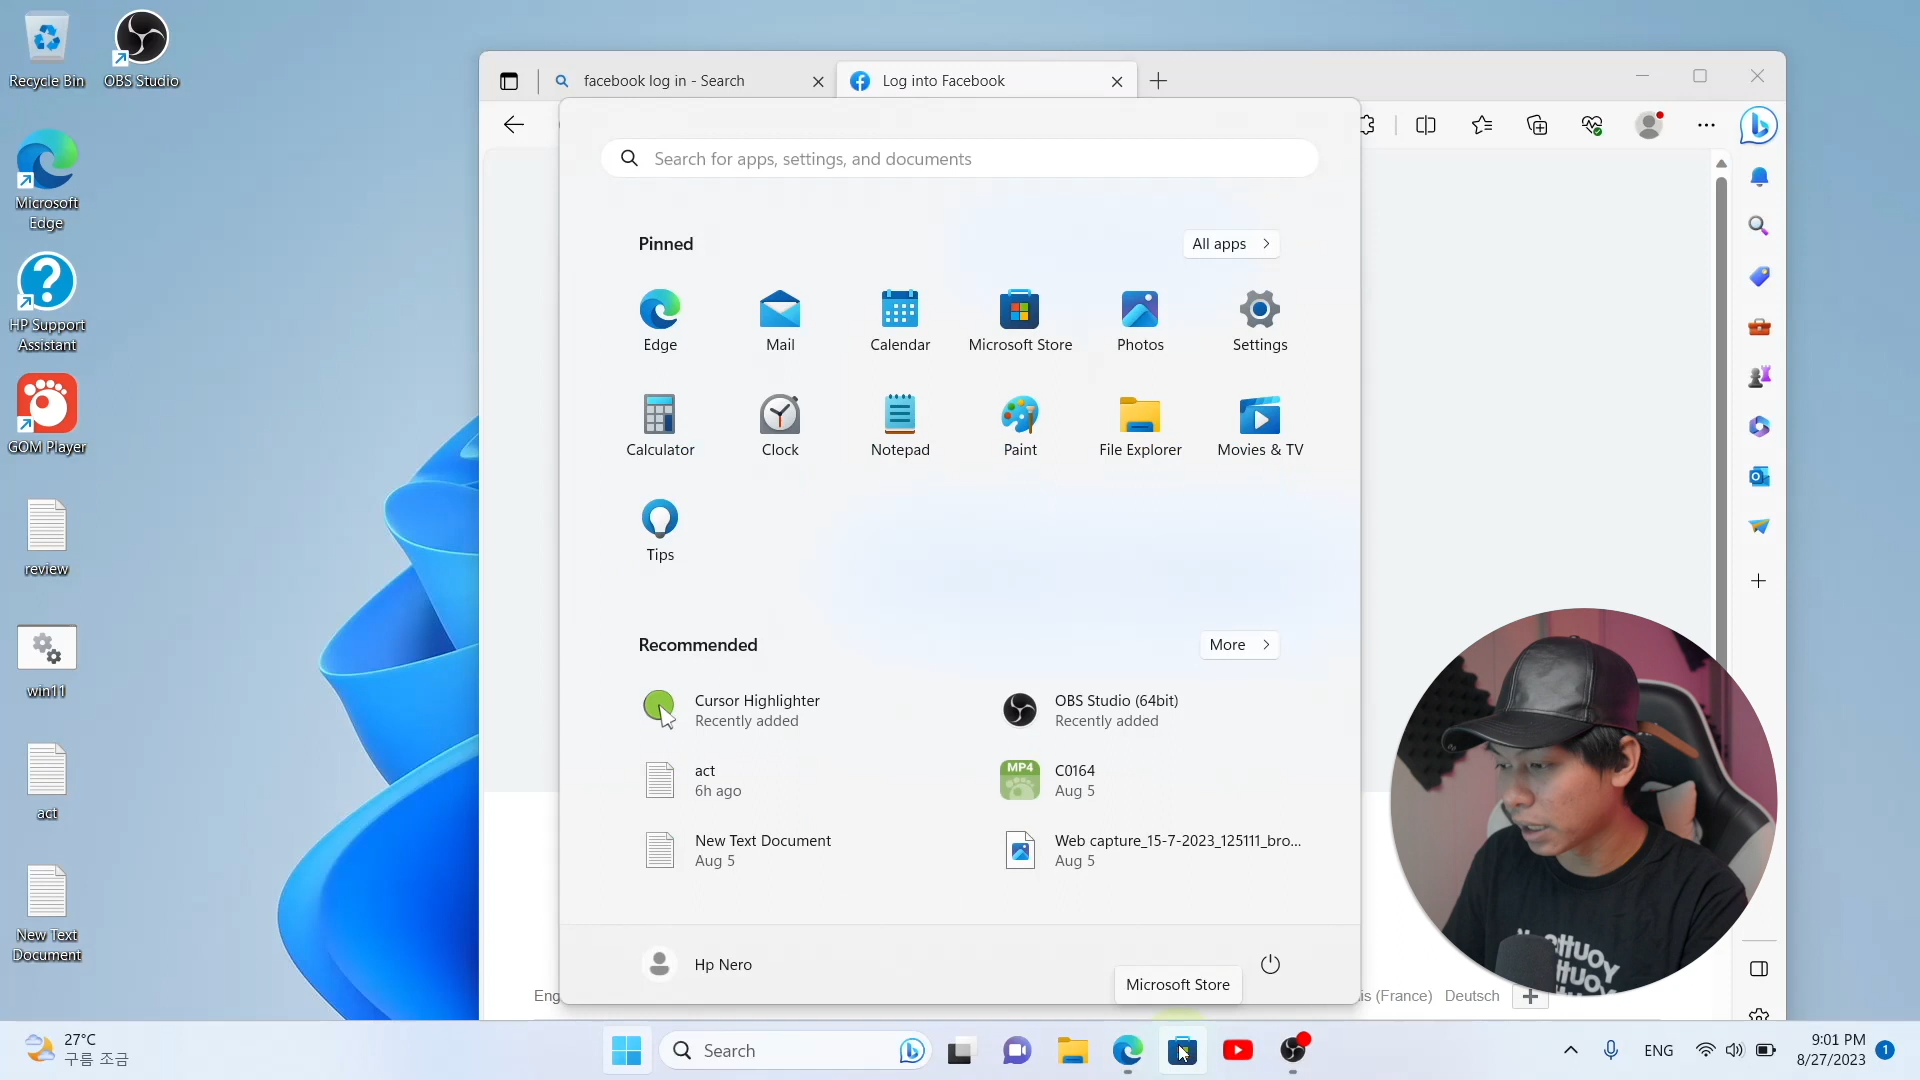 Recycle Bin
OBS Studio
Microsoft
Edge
HP Support
Assistant
GOM Player
review
win11
act
New Text
Document
facebook log in - Search
Log into Facebook
Search for apps, settings, and documents
Pinned
All apps
Edge
Mail
Calendar
Microsoft Store
Photos
Settings
Calculator
Clock
Notepad
Paint
File Explorer
Movies & TV
Tips
Recommended
More
Cursor Highlighter
Recently added
OBS Studio (64bit)
Recently added
act
6h ago
MP4
C0164
Aug 5
New Text Document
Aug 5
Web capture_15-7-2023_125111_bro...
Aug 5
Hp Nero
Microsoft Store
Eng
is (France)
Deutsch
27°C
구름 조금
Search
ENG
9:01 PM
8/27/2023
1